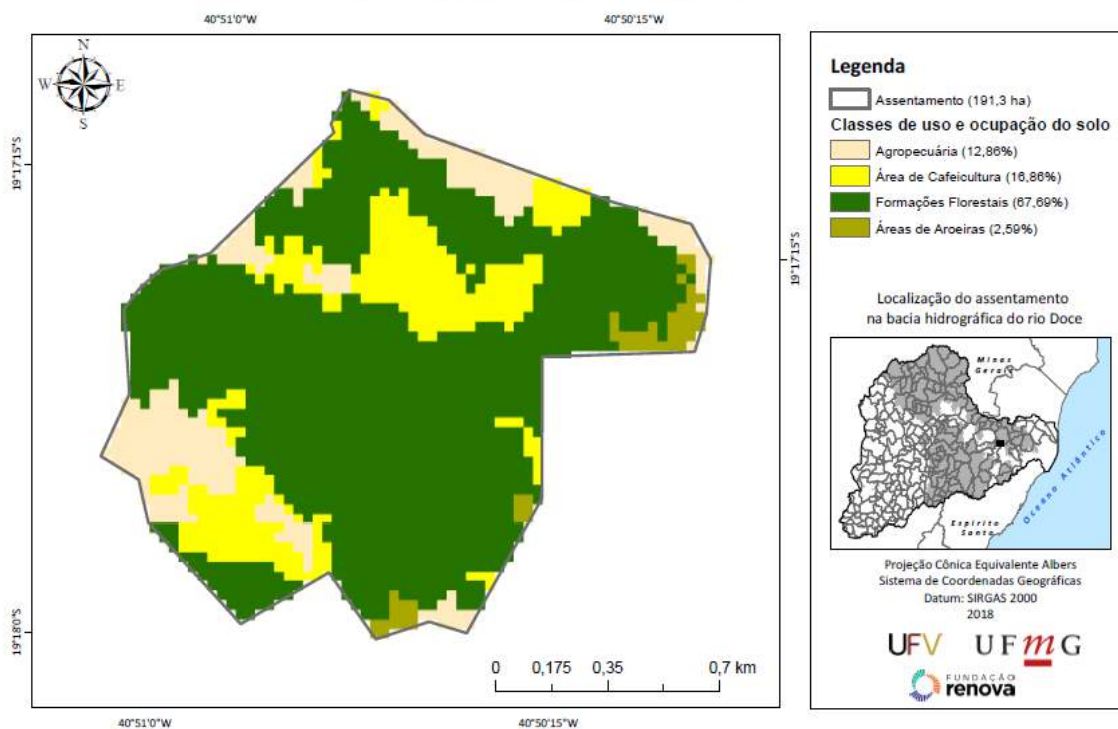 40°51'0"W
40°50'15"W
N
W
E
S
19°17'15"S
19°17'15"S
19°18'0"S
0 0,175 0,35 0,7 km
40°51'0"W
40°50'15"W
Legenda
Assentamento (191,3 ha)
Classes de uso e ocupação do solo
Agropecuária (12,86%)
Área de Cafeicultura (16,86%)
Formações Florestais (67,69%)
Áreas de Aroeiras (2,59%)
Localização do assentamento
na bacia hidrográfica do rio Doce
Minas
Gerais
Oceano Atlântico
Espírito
Santo
Projeção Cônica Equivalente Albers
Sistema de Coordenadas Geográficas
Datum: SIRGAS 2000
2018
UFV UFmG
FUNDAÇÃO
renova